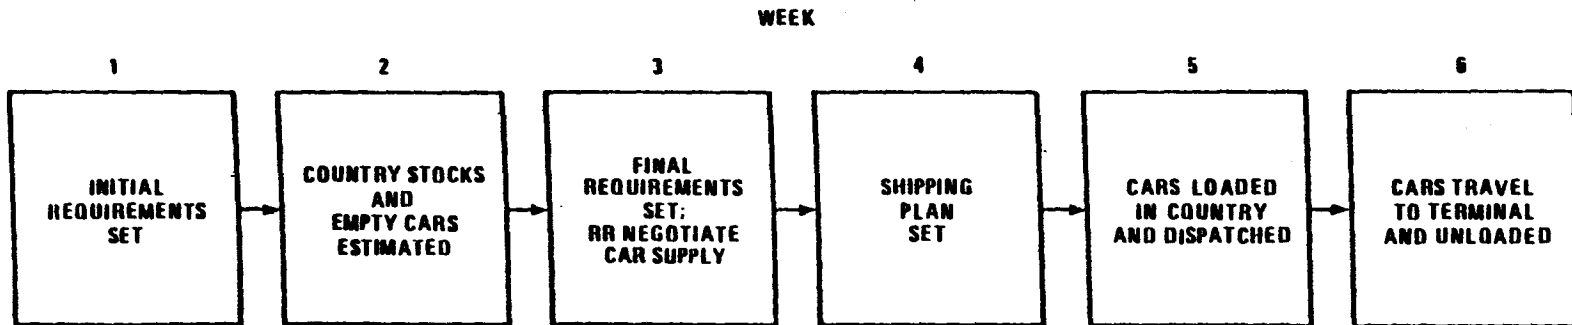 WEEK
1 2 3 4 5 6
INITIAL
REQUIREMENTS
SET
COUNTRY STOCKS
AND
EMPTY CARS
ESTIMATED
FINAL
REQUIREMENTS
SET;
RR NEGOTIATE
CAR SUPPLY
SHIPPING
PLAN
SET
CARS LOADED
IN COUNTRY
AND DISPATCHED
CARS TRAVEL
TO TERMINAL
AND UNLOADED